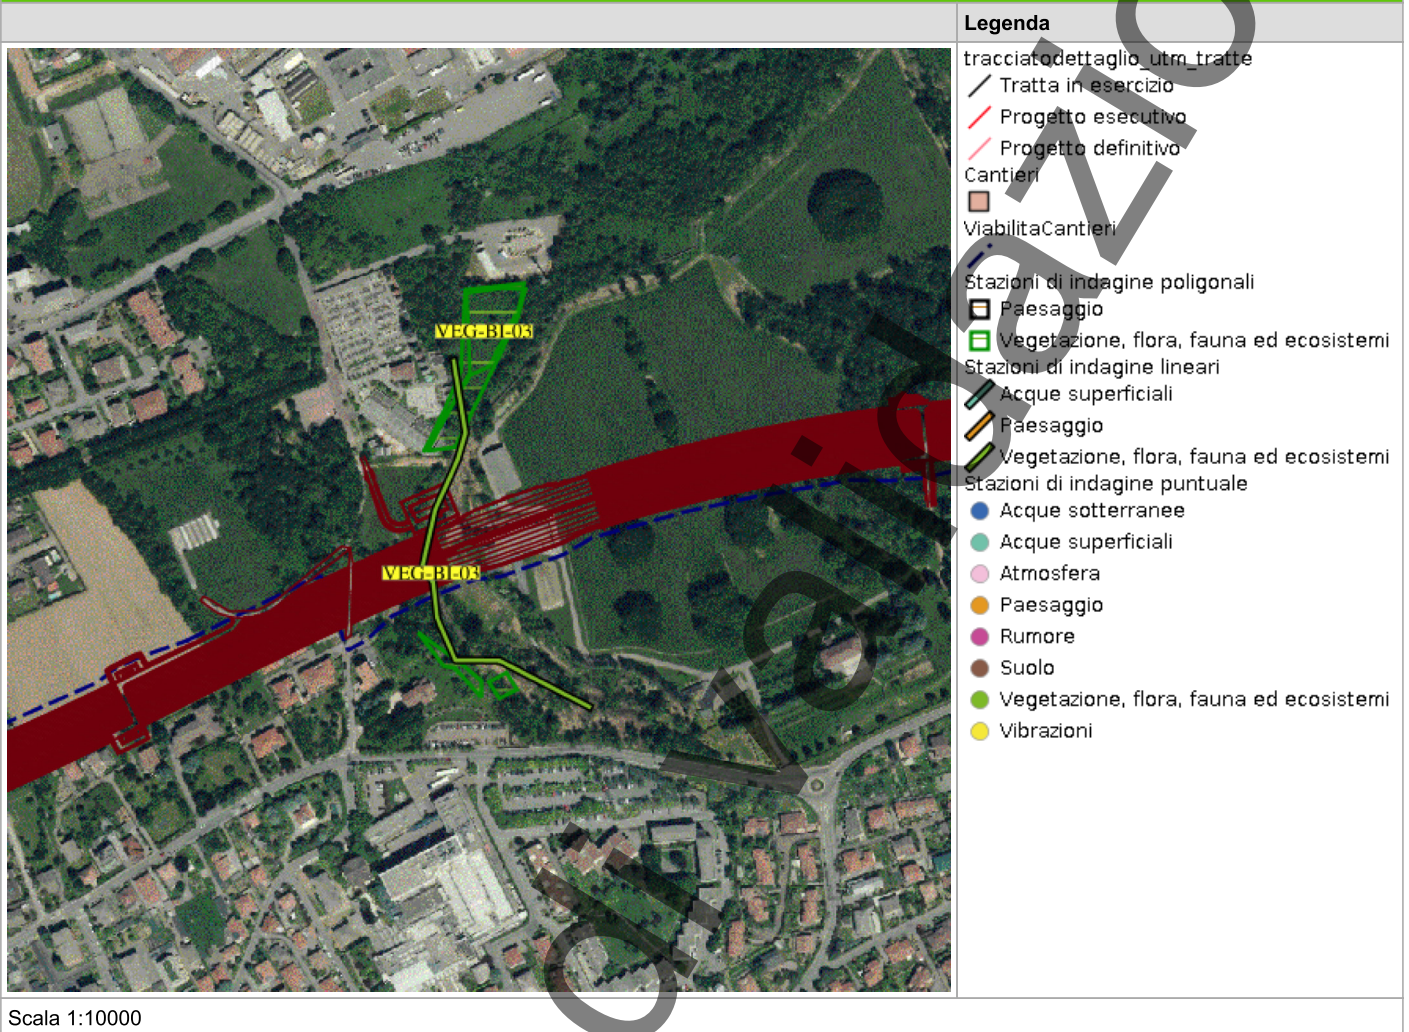 Legenda
tracciatodettaglio_utm_tratte
Tratta in esercizio
Progetto esecutivo
Progetto definitivo
Cantieri
ViabilitaCantieri
Stazioni di indagine poligonali
Paesaggio
Vegetazione, flora, fauna ed ecosistemi
Stazioni di indagine lineari
Acque superficiali
Paesaggio
Vegetazione, flora, fauna ed ecosistemi
Stazioni di indagine puntuale
Acque sotterranee
Acque superficiali
Atmosfera
Paesaggio
Rumore
Suolo
Vegetazione, flora, fauna ed ecosistemi
Vibrazioni
VEG-BI-03
VEG-BI-03
di validazio
Scala 1:10000